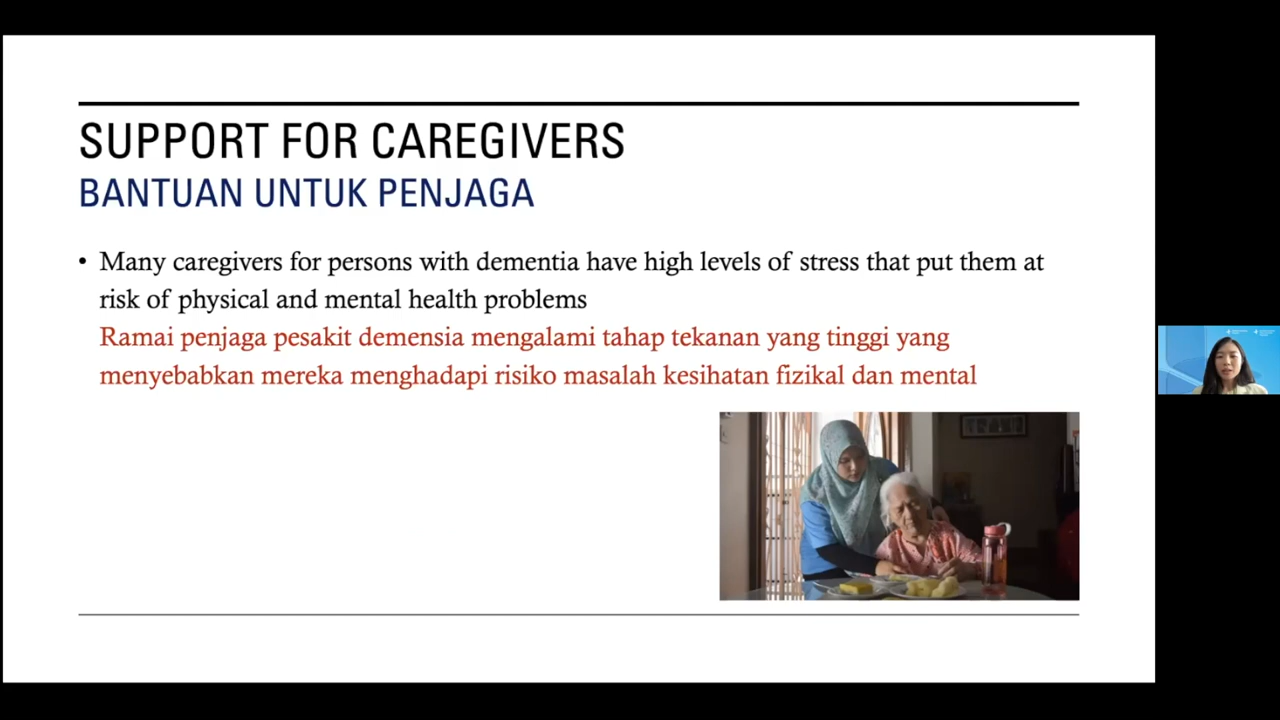 SUPPORT FOR CAREGIVERS
BANTUAN UNTUK PENJAGA
• Many caregivers for persons with dementia have high levels of stress that put them at
risk of physical and mental health problems
Ramai penjaga pesakit demensia mengalami tahap tekanan yang tinggi yang
menyebabkan mereka menghadapi risiko masalah kesihatan fizikal dan mental